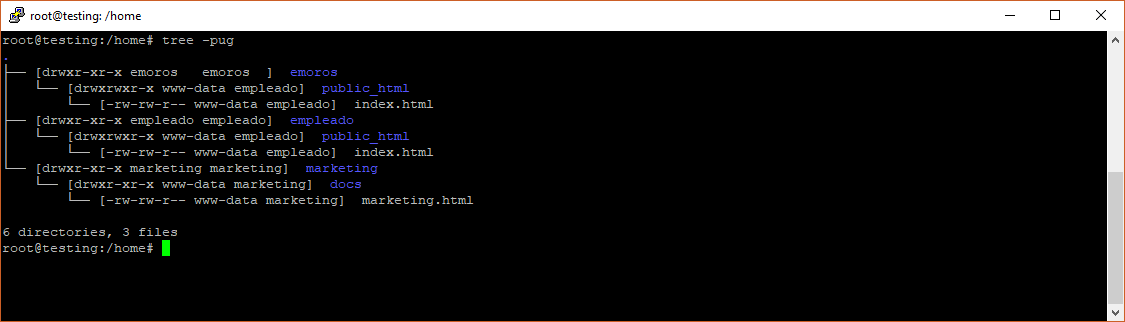 root@testing: /home
root@testing:/home# tree -pug
.
├── [drwxr-xr-x emoros   emoros  ]  emoros
│   └── [drwxrwxr-x www-data empleado]  public_html
│       └── [-rw-rw-r-- www-data empleado]  index.html
├── [drwxr-xr-x empleado empleado]  empleado
│   └── [drwxrwxr-x www-data empleado]  public_html
│       └── [-rw-rw-r-- www-data empleado]  index.html
└── [drwxr-xr-x marketing marketing]  marketing
    └── [drwxr-xr-x www-data marketing]  docs
        └── [-rw-rw-r-- www-data marketing]  marketing.html
6 directories, 3 files
root@testing:/home#